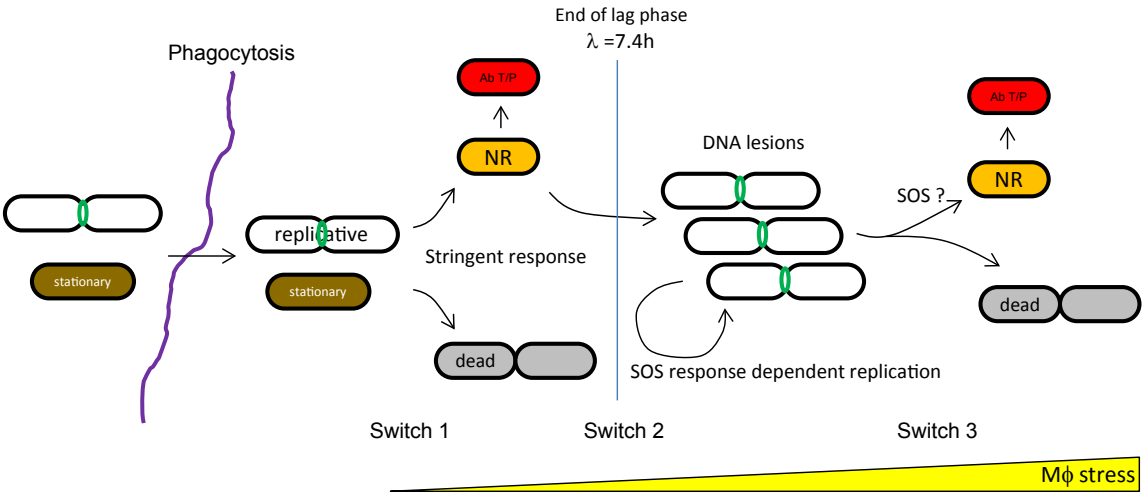 End of lag phase
λ =7.4h
Phagocytosis
Ab T/P
NR
DNA lesions
Ab T/P
NR
SOS ?
replicative
stationary
Stringent response
stationary
dead
dead
SOS response dependent replication
Switch 1
Switch 2
Switch 3
Mϕ stress